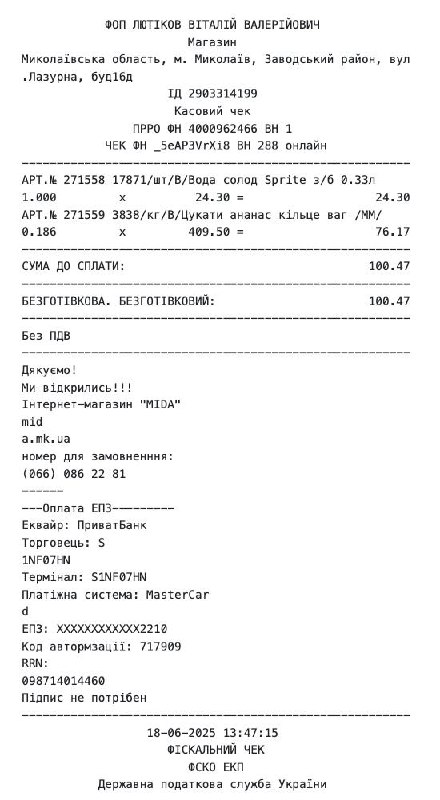 ФОП ЛЮТІКОВ ВІТАЛІЙ ВАЛЕРІЙОВИЧ
Магазин
Миколаївська область, м. Миколаїв, Заводський район, вул
.Лазурна, буд16д
ІД 2903314199
Касовий чек
ПРРО ФН 4000962466 ВН 1
ЧЕК ФН _5eAP3VrXi8 ВН 288 онлайн
АРТ.№ 271558 17871/шт/В/Вода солод Sprite з/б 0.33л
1.000 x 24.30 = 24.30
АРТ.№ 271559 3838/кг/В/Цукати ананас кільце ваг /ММ/
0.186 x 409.50 = 76.17
СУМА ДО СПЛАТИ: 100.47
БЕЗГОТІВКОВА. БЕЗГОТІВКОВИЙ: 100.47
Без ПДВ
Дякуємо!
Ми відкрились!!!
Інтернет-магазин "MIDA"
mid
a.mk.ua
номер для замовненння:
(066) 086 22 81
------
---Оплата ЕПЗ---------
Еквайр: ПриватБанк
Торговець: S
1NF07HN
Термінал: S1NF07HN
Платіжна система: MasterCar
d
ЕПЗ: XXXXXXXXXXXX2210
Код автормзації: 717909
RRN:
098714014460
Підпис не потрібен
18-06-2025 13:47:15
ФІСКАЛЬНИЙ ЧЕК
ФСКО ЕКП
Державна податкова служба України